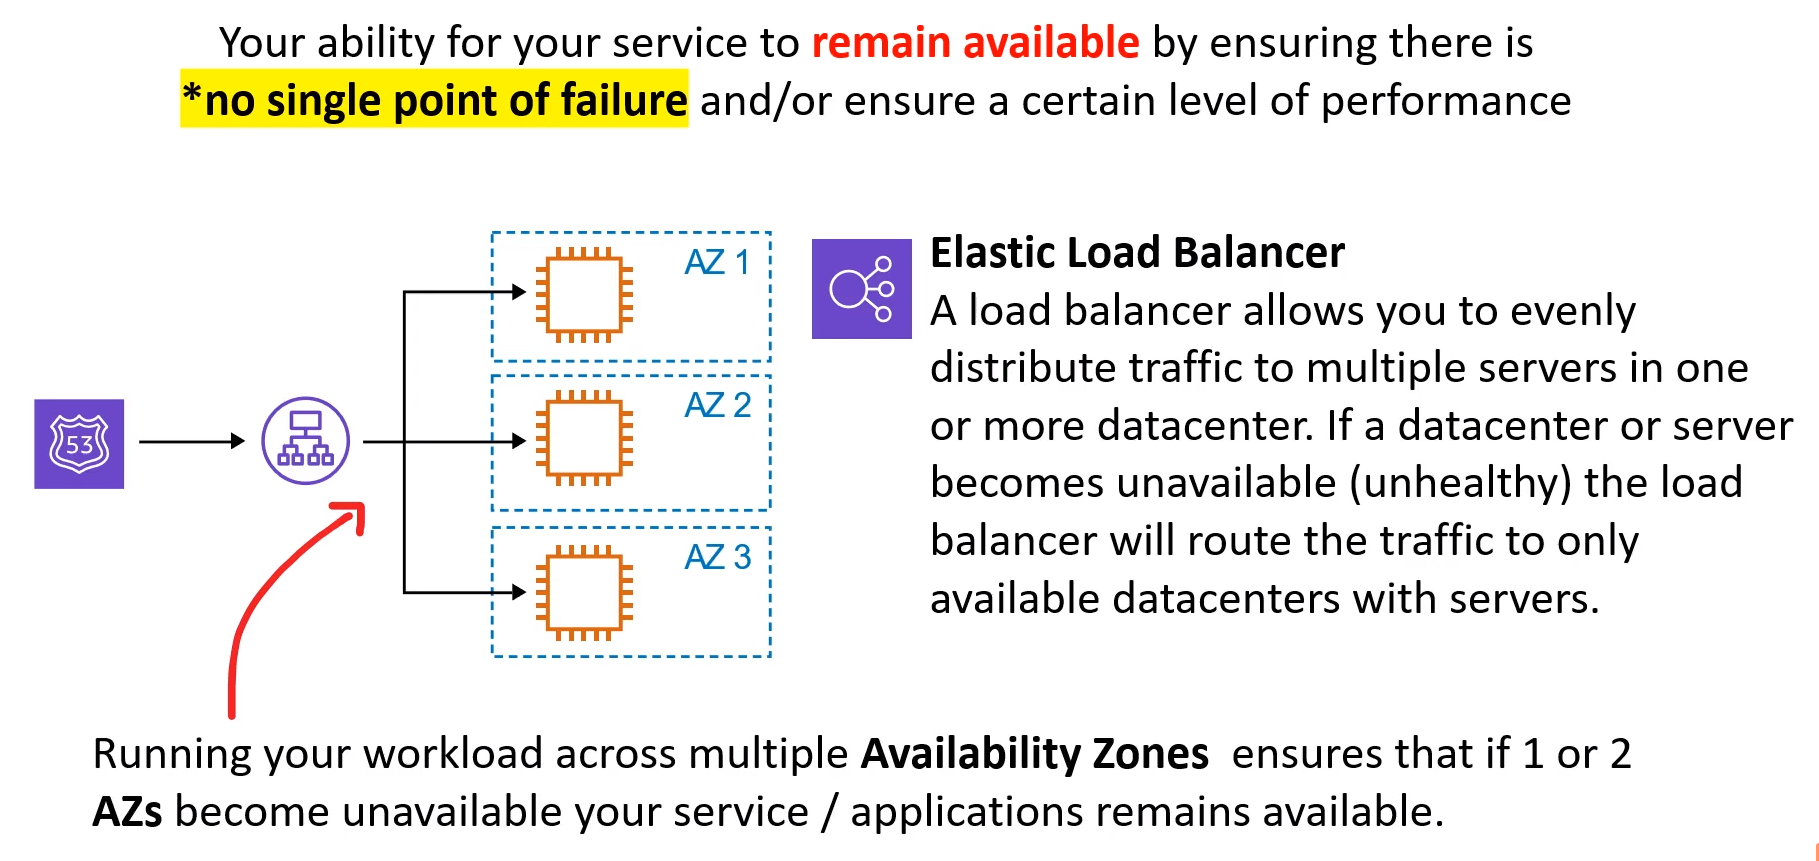 Your ability for your service to remain available by ensuring there is
*no single point of failure and/or ensure a certain level of performance
AZ 1
AZ 2
AZ 3
53
Elastic Load Balancer
A load balancer allows you to evenly
distribute traffic to multiple servers in one
or more datacenter. If a datacenter or server
becomes unavailable (unhealthy) the load
balancer will route the traffic to only
available datacenters with servers.
Running your workload across multiple Availability Zones ensures that if 1 or 2
AZs become unavailable your service / applications remains available.